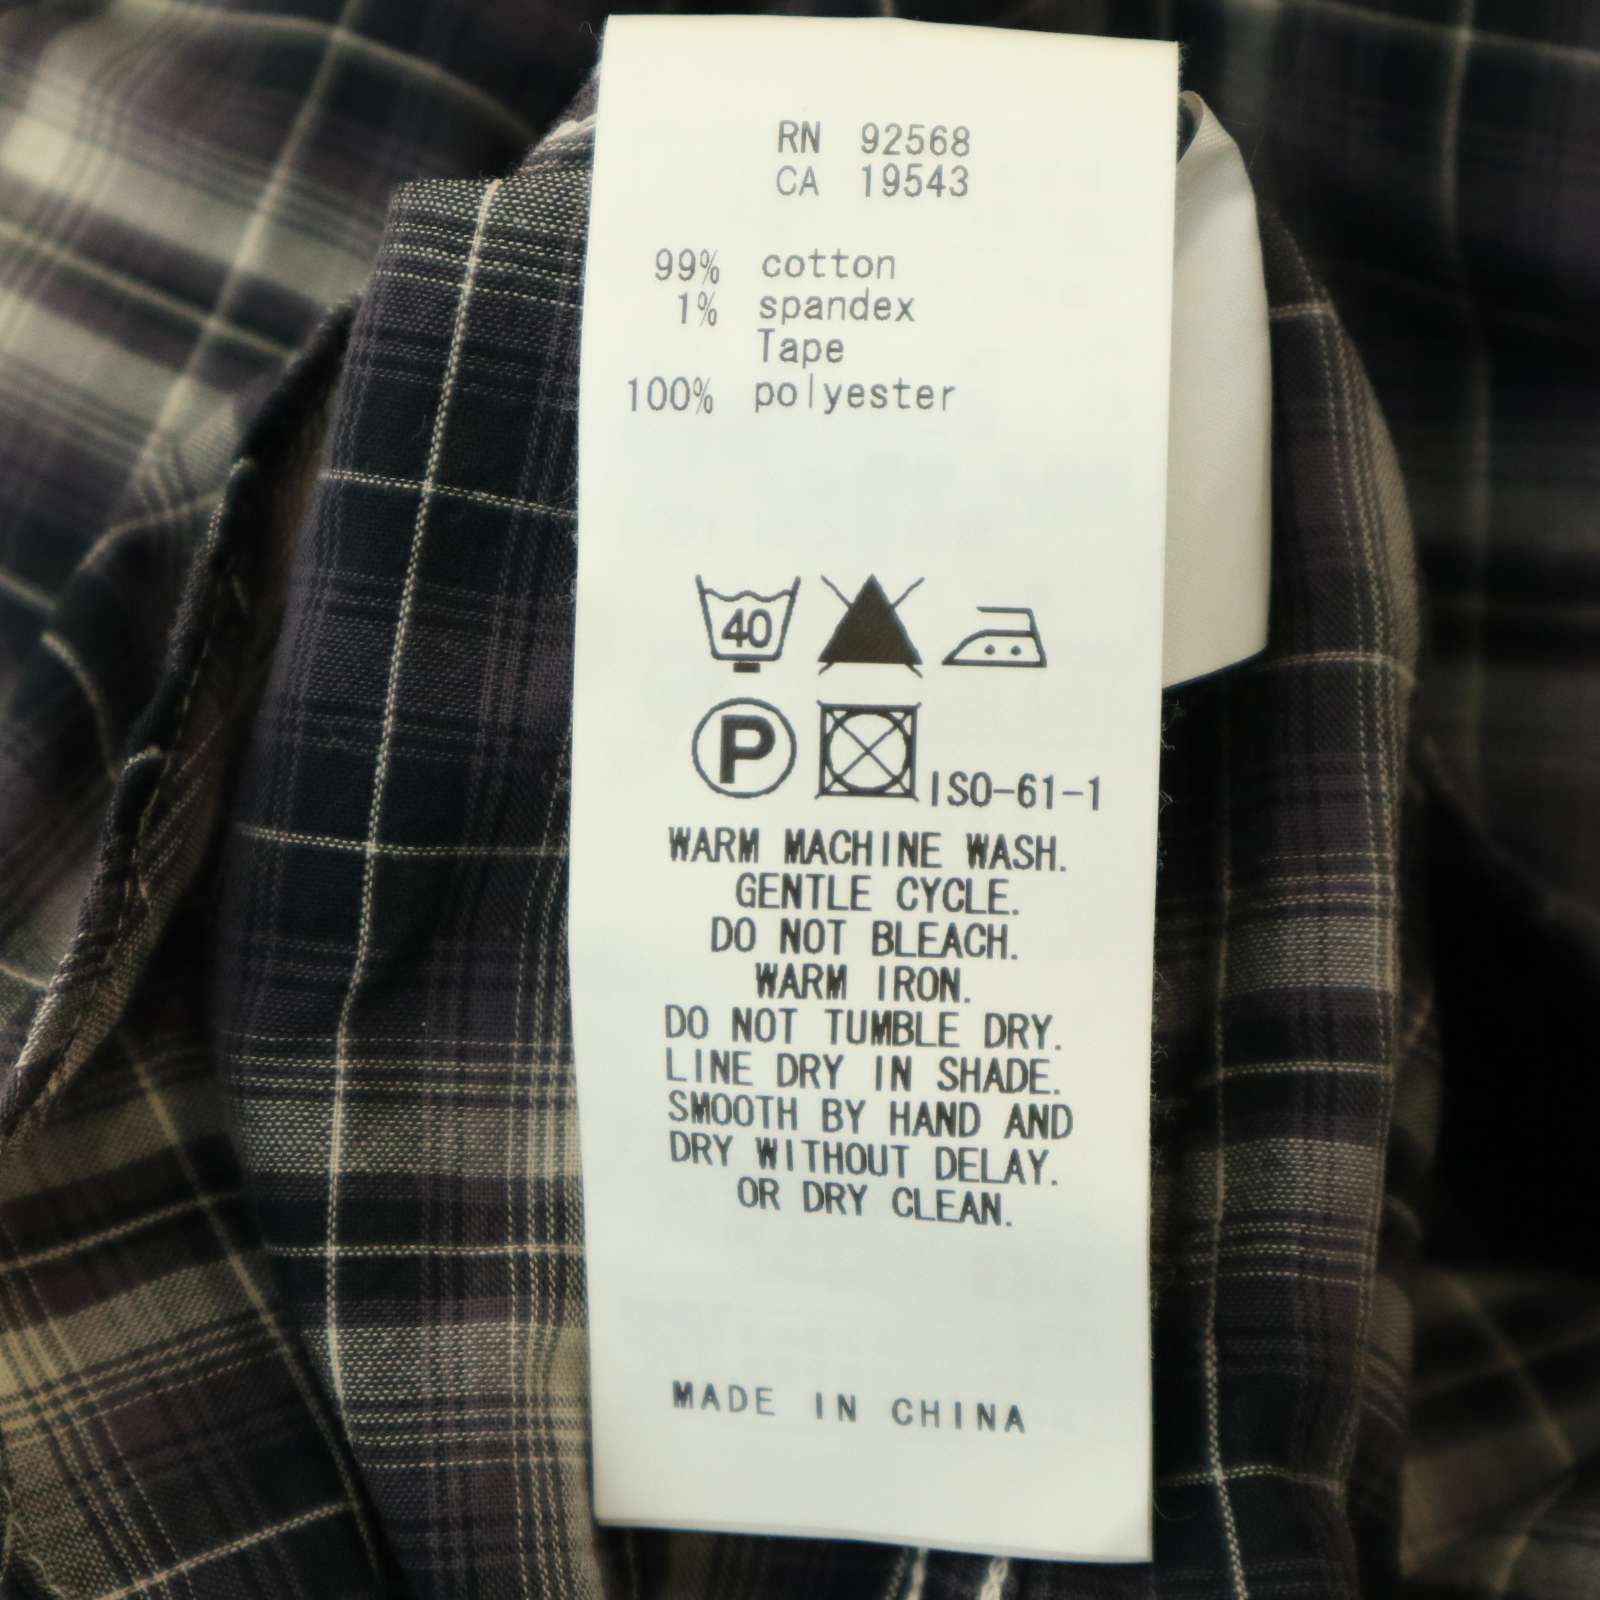 RN 92568
CA 19543
99% cotton
1% spandex
Tape
100% polyester
40
P
ISO-61-1
WARM MACHINE WASH.
GENTLE CYCLE.
DO NOT BLEACH.
WARM IRON.
DO NOT TUMBLE DRY.
LINE DRY IN SHADE.
SMOOTH BY HAND AND
DRY WITHOUT DELAY.
OR DRY CLEAN.
MADE IN CHINA